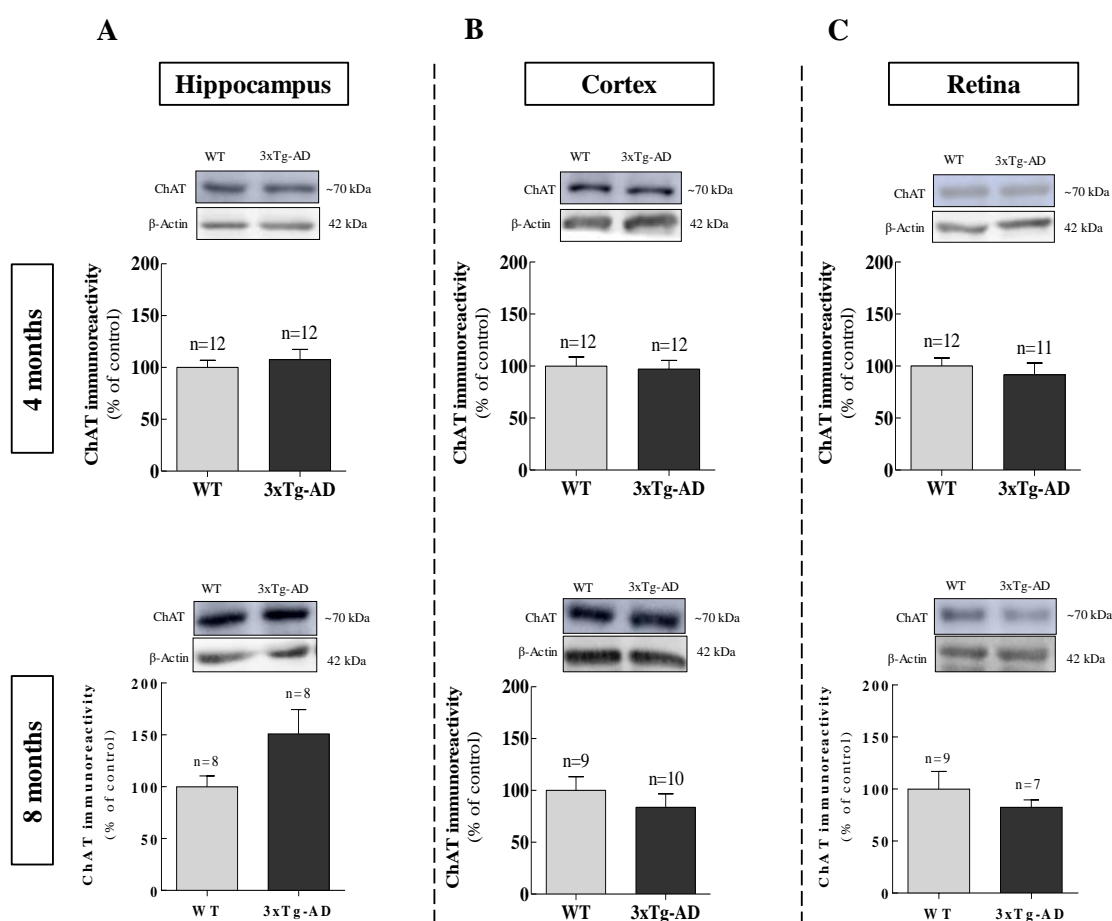 A
B
C
Hippocampus
Cortex
Retina
4 months
WT 3xTg-AD
ChAT ~70 kDa
β-Actin 42 kDa
ChAT immunoreactivity
(% of control)
200
150
100
50
0
n=12
n=12
WT 3xTg-AD
WT 3xTg-AD
ChAT ~70 kDa
β-Actin 42 kDa
ChAT immunoreactivity
(% of control)
200
150
100
50
0
n=12
n=12
WT 3xTg-AD
WT 3xTg-AD
ChAT ~70 kDa
β-Actin 42 kDa
ChAT immunoreactivity
(% of control)
200
150
100
50
0
n=12
n=11
WT 3xTg-AD
8 months
WT 3xTg-AD
ChAT ~70 kDa
β-Actin 42 kDa
ChAT immunoreactivity
(% of control)
200
150
100
50
0
n=8
n=8
WT 3xTg-AD
WT 3xTg-AD
ChAT ~70 kDa
β-Actin 42 kDa
ChAT immunoreactivity
(% of control)
200
150
100
50
0
n=9
n=10
WT 3xTg-AD
WT 3xTg-AD
ChAT ~70 kDa
β-Actin 42 kDa
ChAT immunoreactivity
(% of control)
200
150
100
50
0
n=9
n=7
WT 3xTg-AD